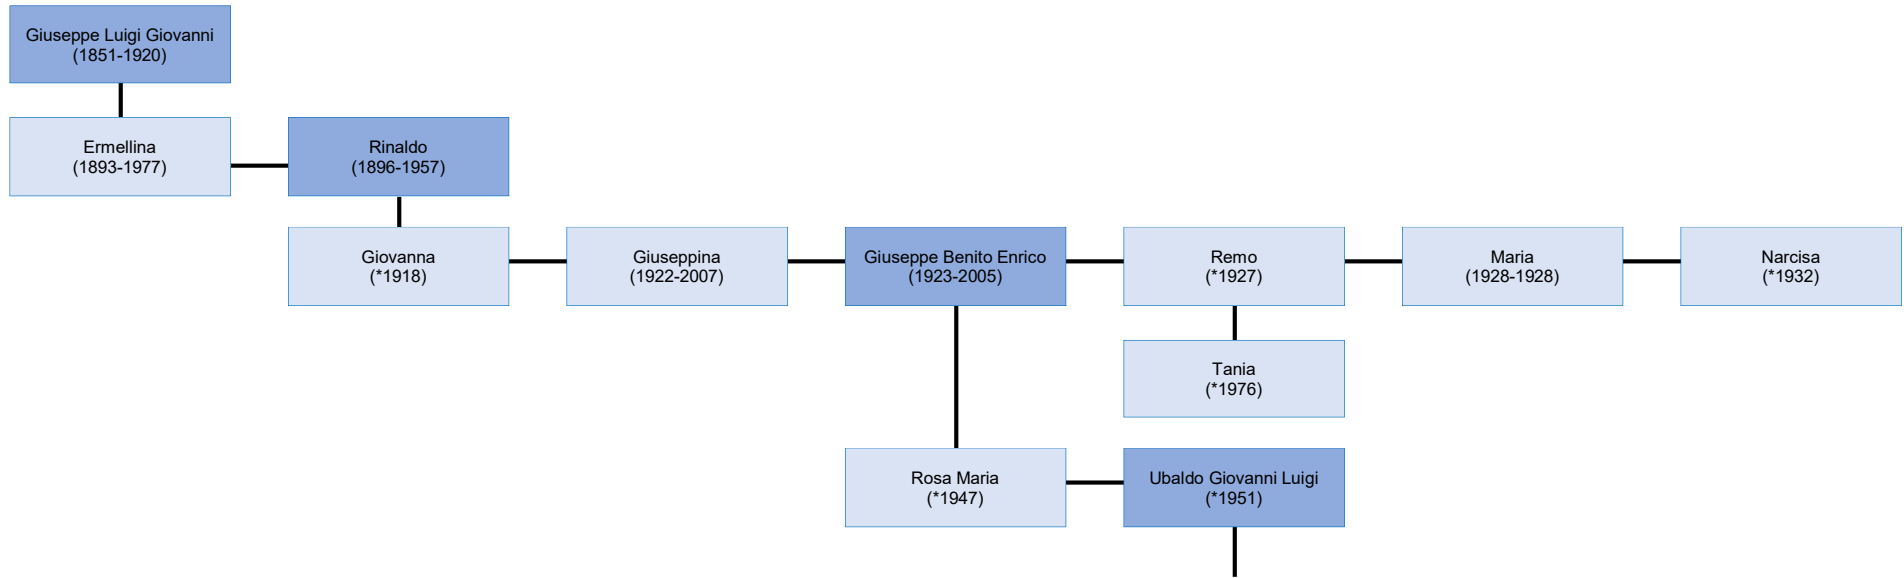 Giuseppe Luigi Giovanni
(1851-1920)
Ermellina
(1893-1977)
Rinaldo
(1896-1957)
Giovanna
(*1918)
Giuseppina
(1922-2007)
Giuseppe Benito Enrico
(1923-2005)
Remo
(*1927)
Maria
(1928-1928)
Narcisa
(*1932)
Tania
(*1976)
Rosa Maria
(*1947)
Ubaldo Giovanni Luigi
(*1951)